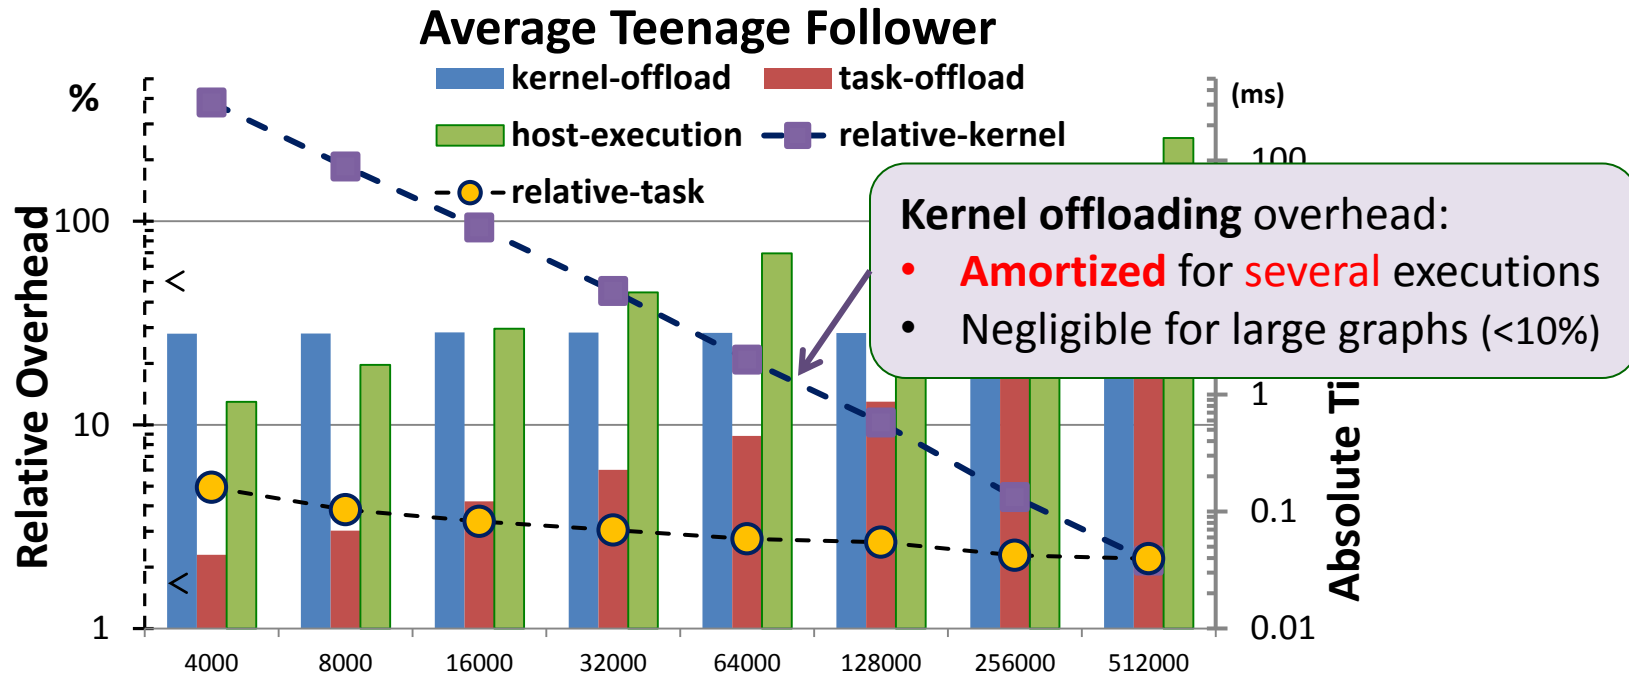 Average Teenage Follower
kernel-offload task-offload
host-execution relative-kernel
relative-task
%
(ms)
Relative Overhead
100
10
1
<
<
100
1
0.1
0.01
Absolute Ti
Kernel offloading overhead:
• Amortized for several executions
• Negligible for large graphs (<10%)
4000 8000 16000 32000 64000 128000 256000 512000